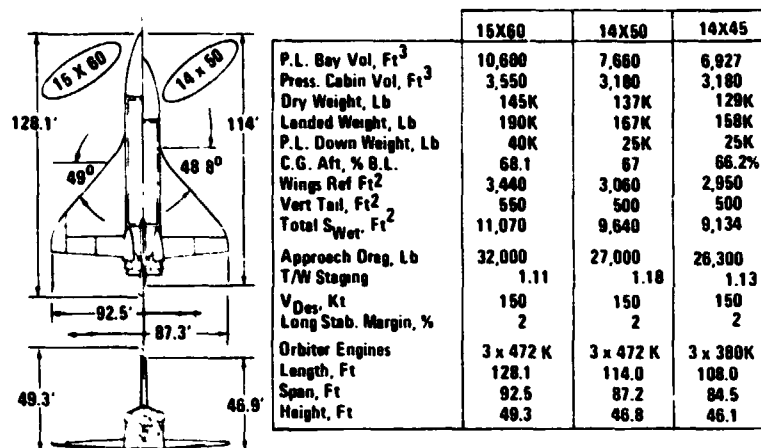 15 X 60
14 x 50
128.1'
114'
49°
48 8°
92.5'
87.3'
49.3'
46.9'
15X60 14X50 14X45
P.L. Bay Vol, Ft3 10,680 7,660 6,927
Press. Cabin Vol, Ft3 3,550 3,180 3,180
Dry Weight, Lb 145K 137K 129K
Landed Weight, Lb 190K 167K 158K
P.L. Down Weight, Lb 40K 25K 25K
C.G. Aft, % B.L. 68.1 67 66.2%
Wings Ref Ft2 3,440 3,060 2,950
Vert Tail, Ft2 550 500 500
Total SWet, Ft2 11,070 9,640 9,134
Approach Drag, Lb 32,000 27,000 26,300
T/W Staging 1.11 1.18 1.13
VDes, Kt 150 150 150
Long Stab. Margin, % 2 2 2
Orbiter Engines 3 x 472 K 3 x 472 K 3 x 380K
Length, Ft 128.1 114.0 108.0
Span, Ft 92.5 87.2 84.5
Height, Ft 49.3 46.8 46.1